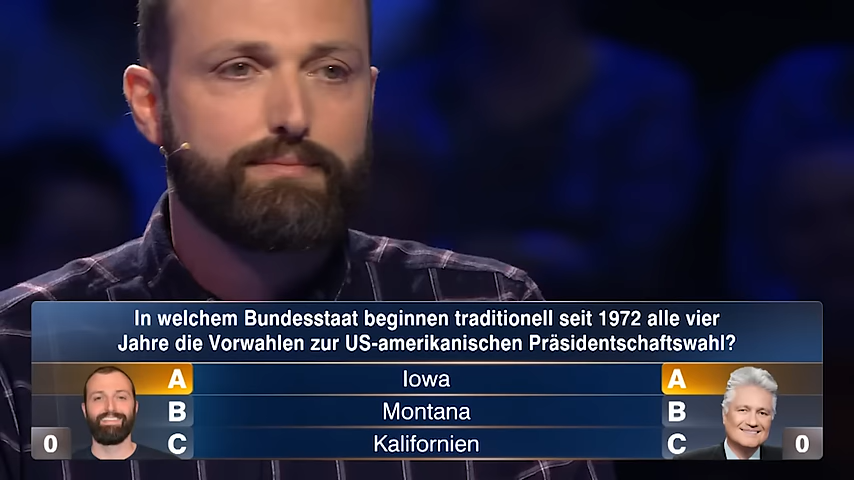 In welchem Bundesstaat beginnen traditionell seit 1972 alle vier
Jahre die Vorwahlen zur US-amerikanischen Präsidentschaftswahl?
A Iowa A
B Montana B
0 C Kalifornien C 0